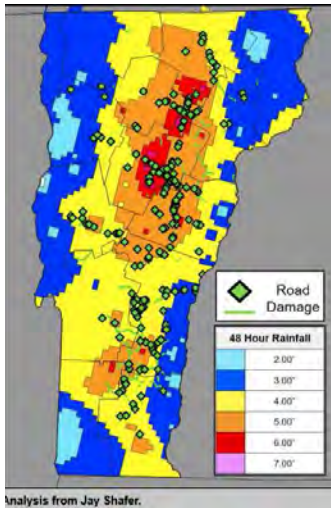 Road
Damage
48 Hour Rainfall
2.00"
3.00"
4.00"
5.00"
6.00"
7.00"
Analysis from Jay Shafer.